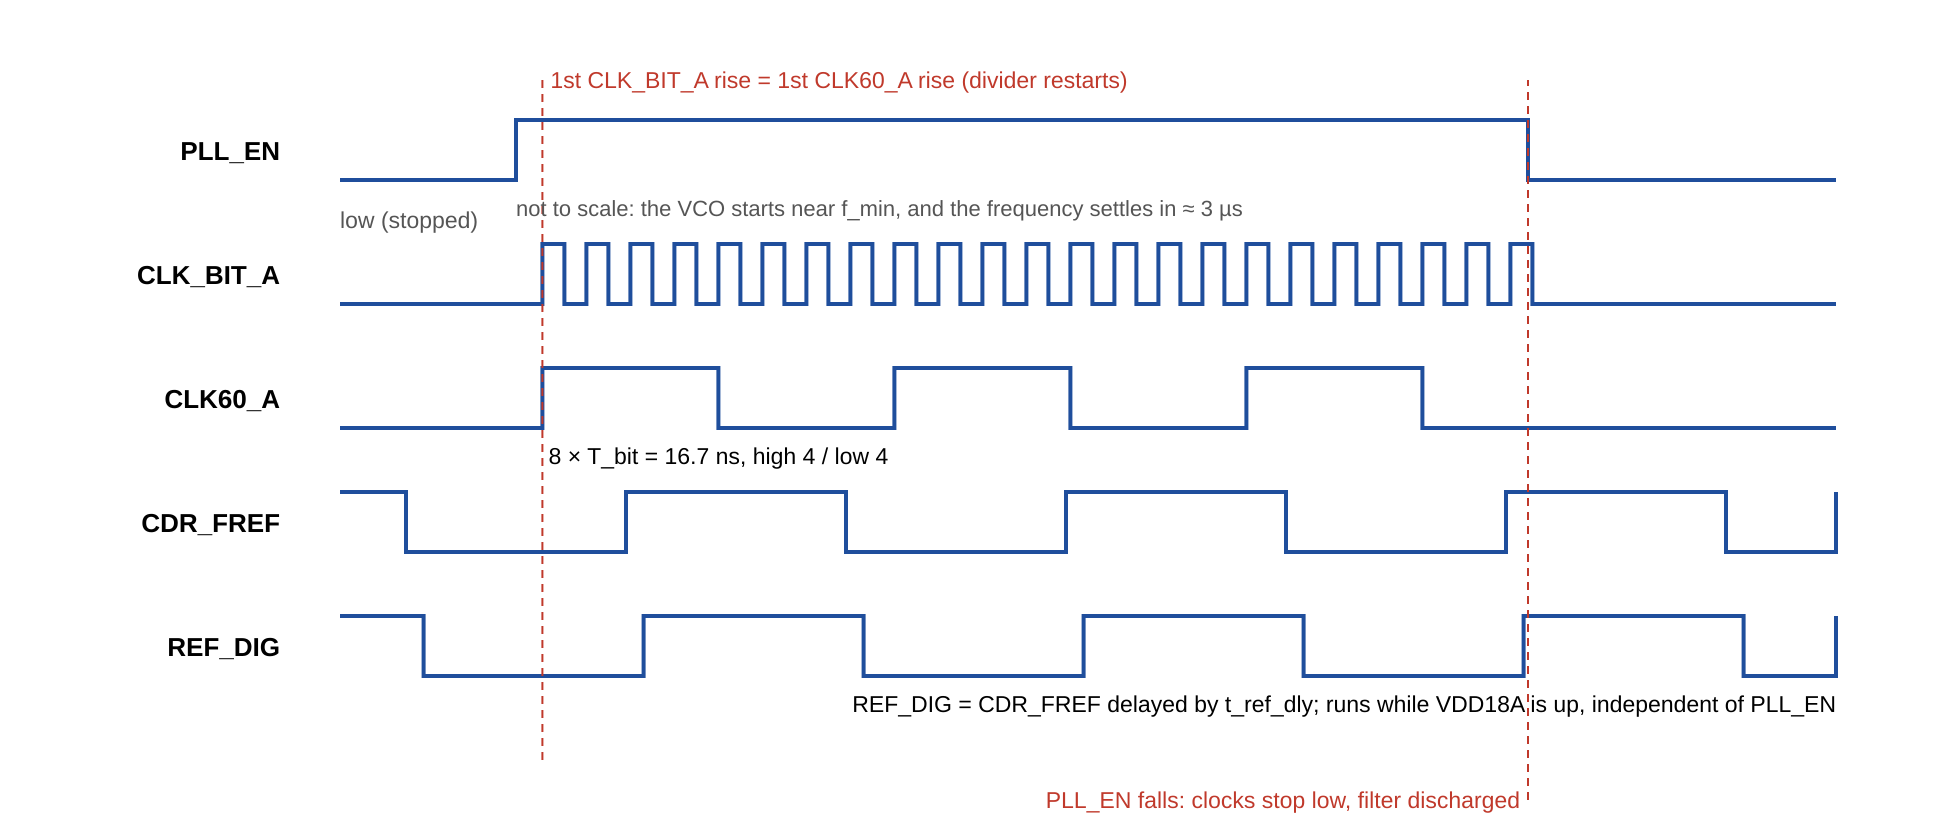 1st CLK_BIT_A rise = 1st CLK60_A rise (divider restarts)
PLL_EN
not to scale: the VCO starts near f_min, and the frequency settles in ≈ 3 µs
low (stopped)
CLK_BIT_A
CLK60_A
8 × T_bit = 16.7 ns, high 4 / low 4
CDR_FREF
REF_DIG
REF_DIG = CDR_FREF delayed by t_ref_dly; runs while VDD18A is up, independent of PLL_EN
PLL_EN falls: clocks stop low, filter discharged